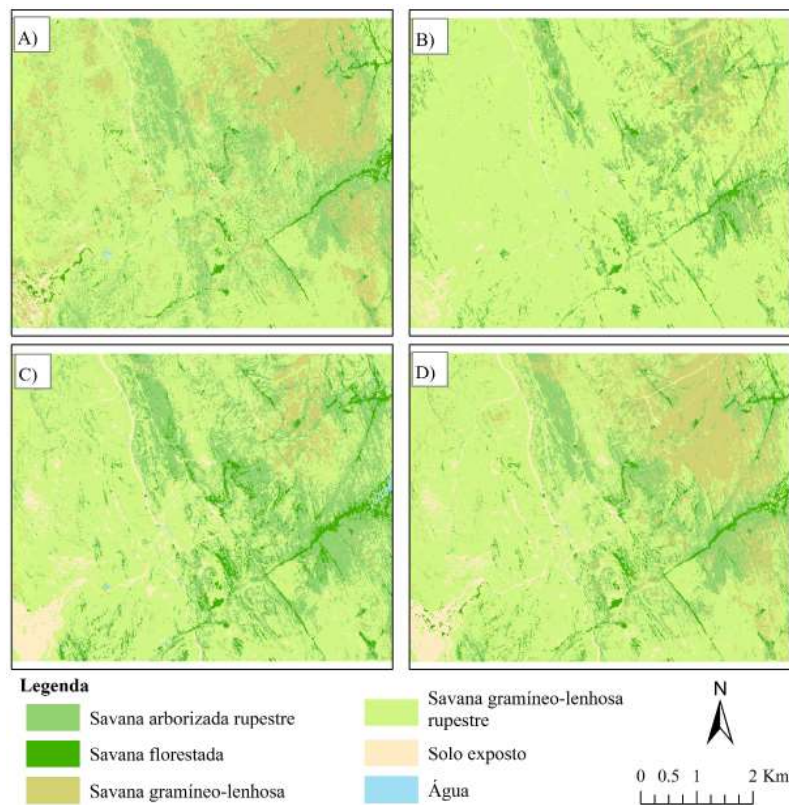 A)
B)
C)
D)
Legenda
Savana arborizada rupestre
Savana florestada
Savana gramíneo-lenhosa
Savana gramíneo-lenhosa
rupestre
Solo exposto
Água
N
0 0.5 1 2 Km